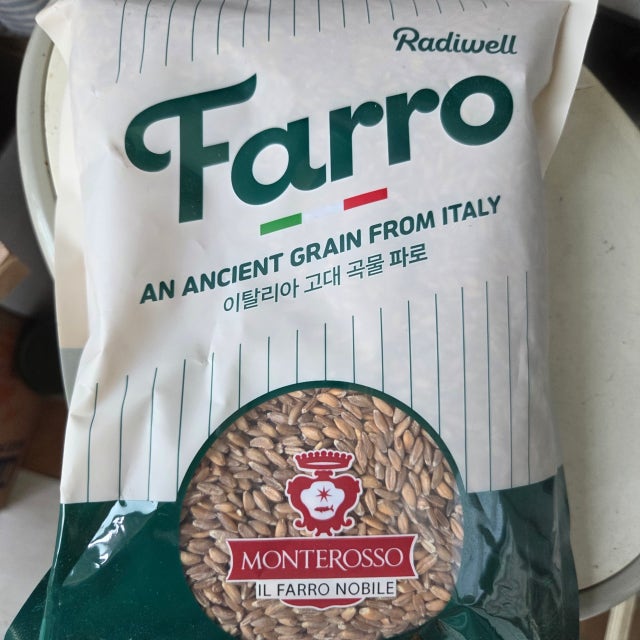 Radiwell
Farro
AN ANCIENT GRAIN FROM ITALY
이탈리아 고대 곡물 파로
MONTEROSSO
IL FARRO NOBILE